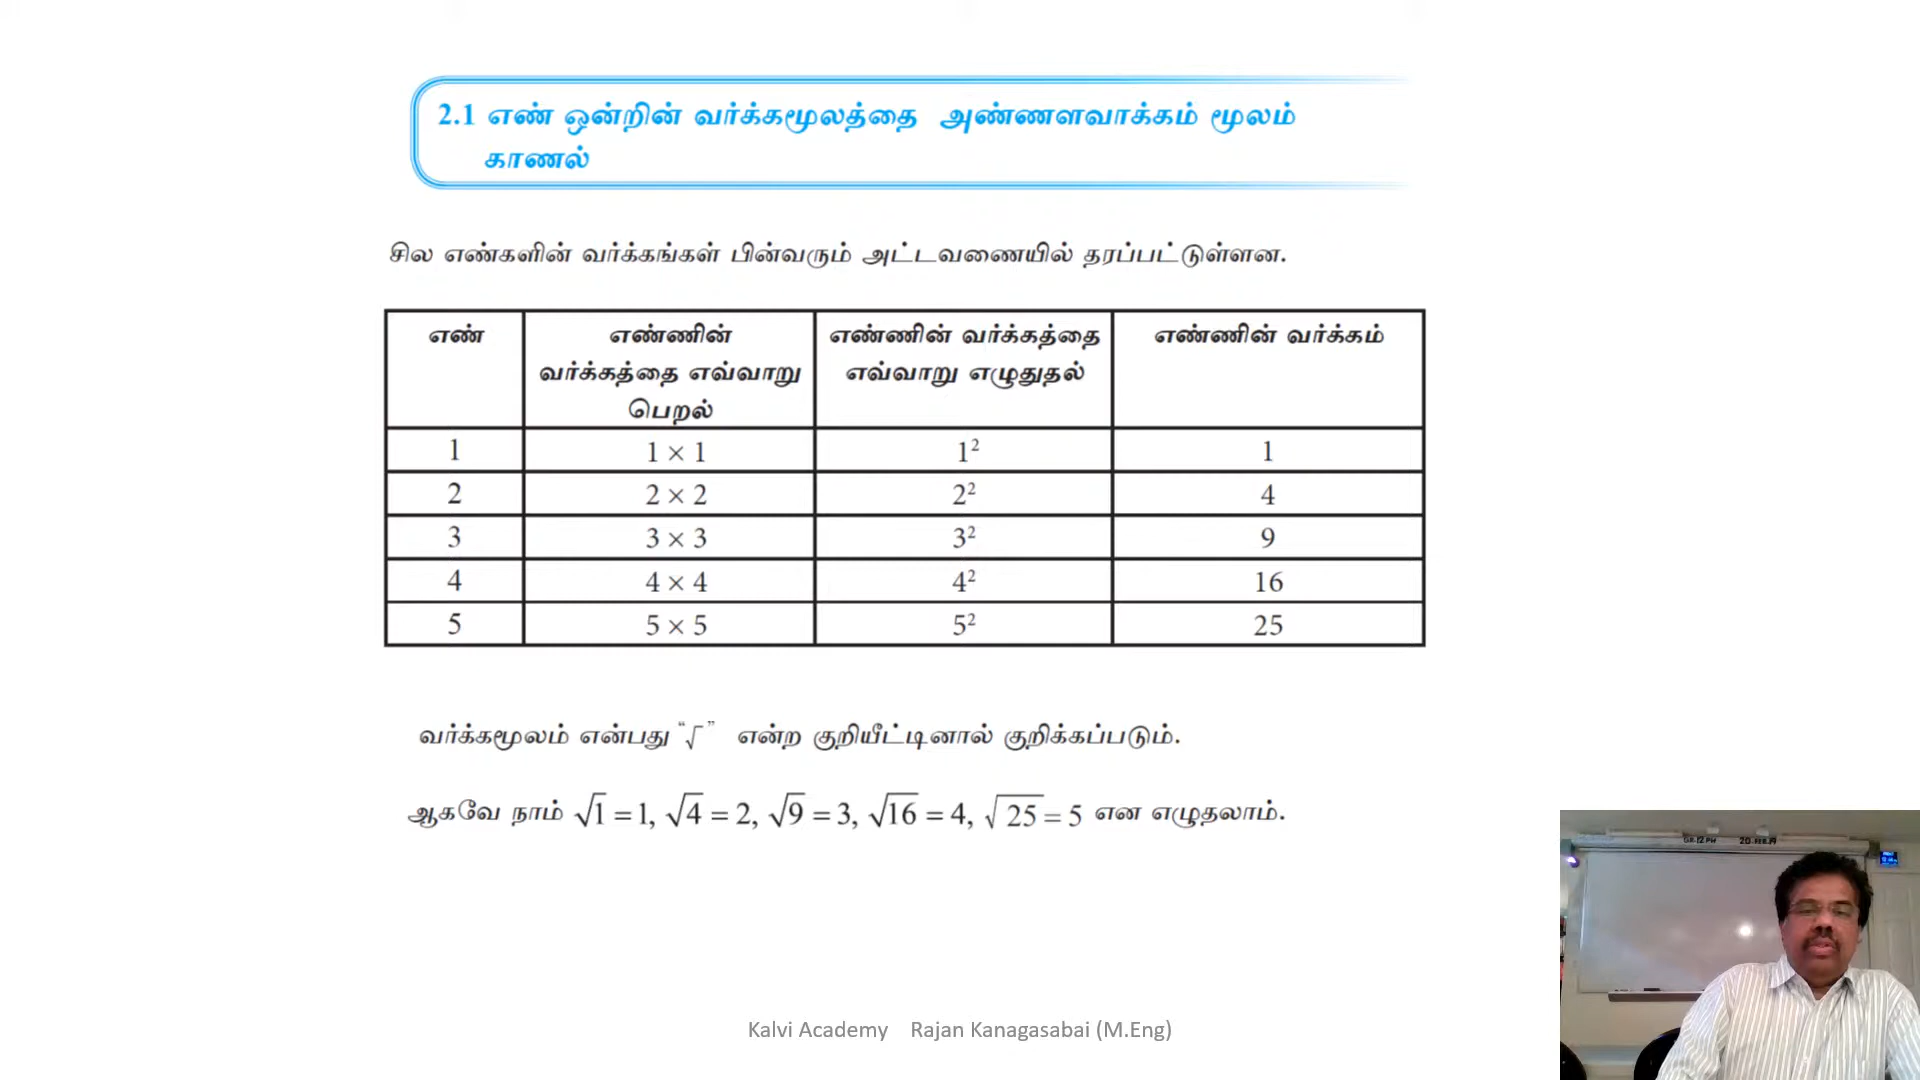 2.1 எண் ஒன்றின் வர்க்கமூலத்தை அண்ணளவாக்கம் மூலம்
காணல்
சில எண்களின் வர்க்கங்கள் பின்வரும் அட்டவணையில் தரப்பட்டுள்ளன.
எண் எண்ணின் வர்க்கத்தை எவ்வாறு பெறல் எண்ணின் வர்க்கத்தை எவ்வாறு எழுதுதல் எண்ணின் வர்க்கம்
1 1 × 1 1² 1
2 2 × 2 2² 4
3 3 × 3 3² 9
4 4 × 4 4² 16
5 5 × 5 5² 25
வர்க்கமூலம் என்பது “√” என்ற குறியீட்டினால் குறிக்கப்படும்.
ஆகவே நாம் √1 = 1, √4 = 2, √9 = 3, √16 = 4, √25 = 5 என எழுதலாம்.
Kalvi Academy Rajan Kanagasabai (M.Eng)